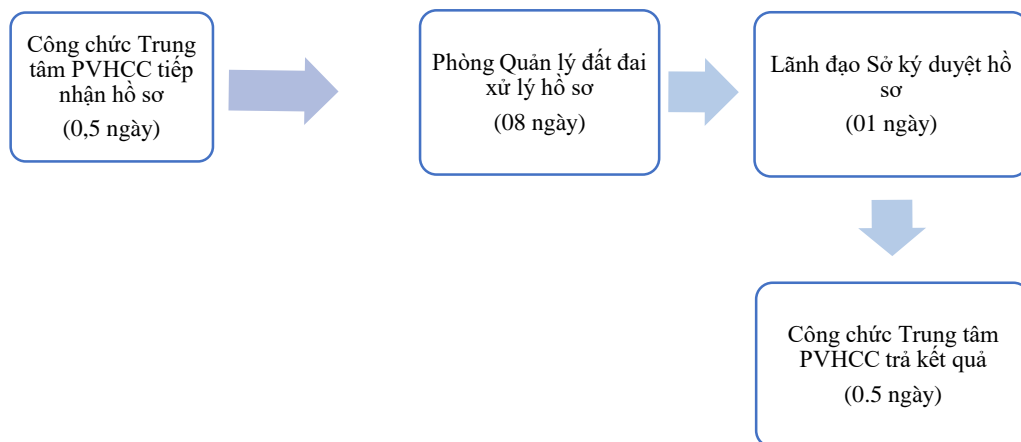 Công chức Trung
tâm PVHCC tiếp
nhận hồ sơ
(0,5 ngày)
Phòng Quản lý đất đai
xử lý hồ sơ
(08 ngày)
Lãnh đạo Sở ký duyệt hồ
sơ
(01 ngày)
Công chức Trung tâm
PVHCC trả kết quả
(0.5 ngày)